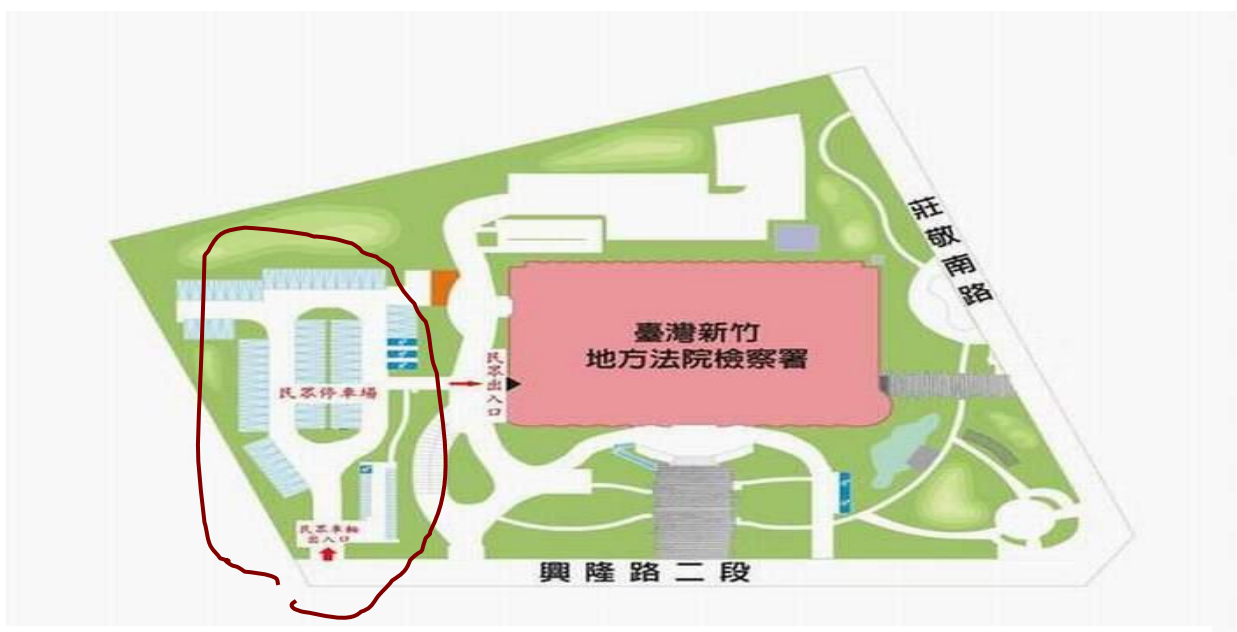 莊敬南路
臺灣新竹
地方法院檢察署
民眾出入口
民眾停車場
民眾車輛
出入口
興隆路二段